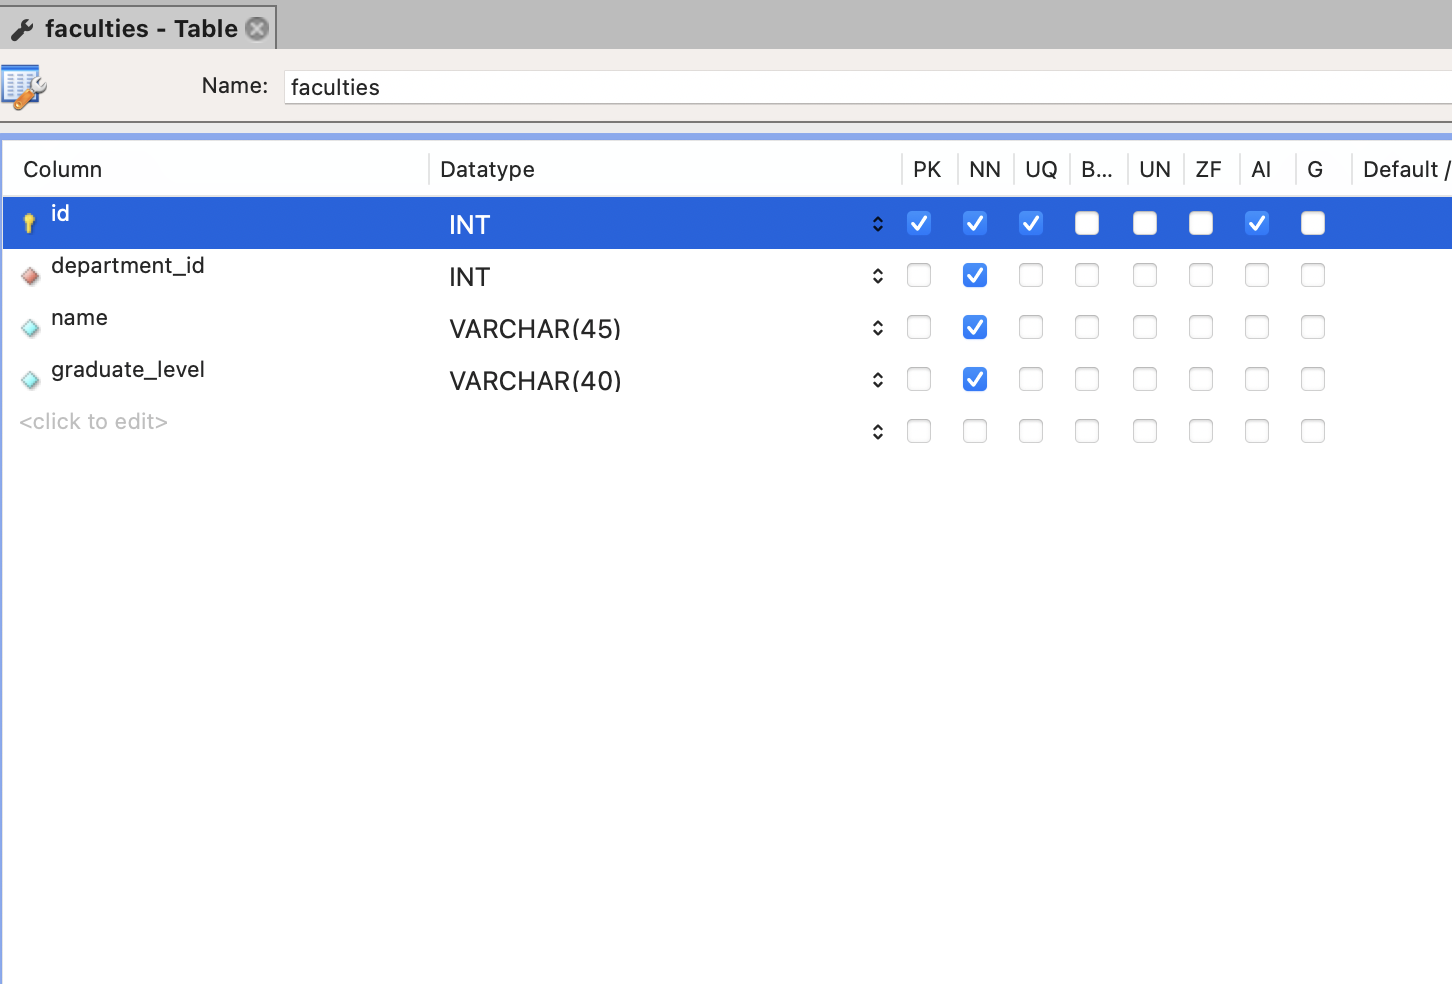 faculties - Table
Name: faculties
Column Datatype PK NN UQ B... UN ZF AI G Default /
id INT
department_id INT
name VARCHAR(45)
graduate_level VARCHAR(40)
<click to edit>